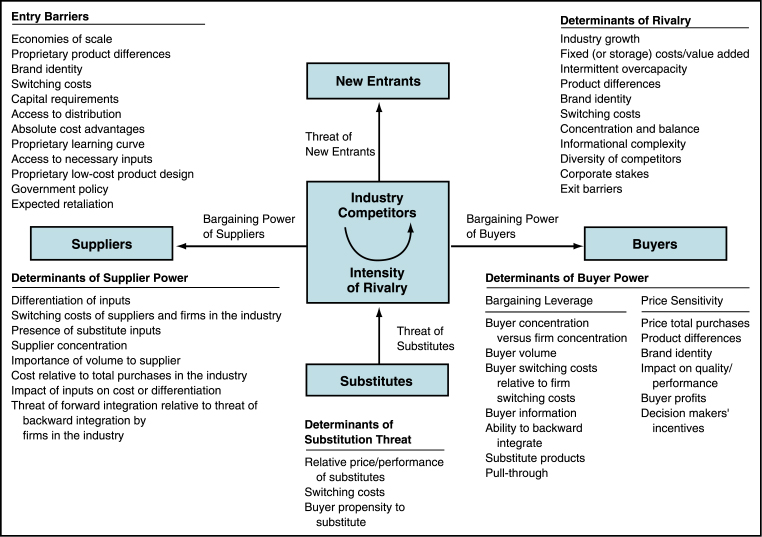 Entry Barriers
Economies of scale
Proprietary product differences
Brand identity
Switching costs
Capital requirements
Access to distribution
Absolute cost advantages
Proprietary learning curve
Access to necessary inputs
Proprietary low-cost product design
Government policy
Expected retaliation
New Entrants
Threat of
New Entrants
Determinants of Rivalry
Industry growth
Fixed (or storage) costs/value added
Intermittent overcapacity
Product differences
Brand identity
Switching costs
Concentration and balance
Informational complexity
Diversity of competitors
Corporate stakes
Exit barriers
Suppliers
Bargaining Power
of Suppliers
Industry
Competitors
Intensity
of Rivalry
Bargaining Power
of Buyers
Buyers
Determinants of Supplier Power
Differentiation of inputs
Switching costs of suppliers and firms in the industry
Presence of substitute inputs
Supplier concentration
Importance of volume to supplier
Cost relative to total purchases in the industry
Impact of inputs on cost or differentiation
Threat of forward integration relative to threat of
backward integration by
firms in the industry
Threat of
Substitutes
Substitutes
Determinants of
Substitution Threat
Relative price/performance
of substitutes
Switching costs
Buyer propensity to
substitute
Determinants of Buyer Power
Bargaining Leverage
Buyer concentration
versus firm concentration
Buyer volume
Buyer switching costs
relative to firm
switching costs
Buyer information
Ability to backward
integrate
Substitute products
Pull-through
Price Sensitivity
Price total purchases
Product differences
Brand identity
Impact on quality/
performance
Buyer profits
Decision makers'
incentives